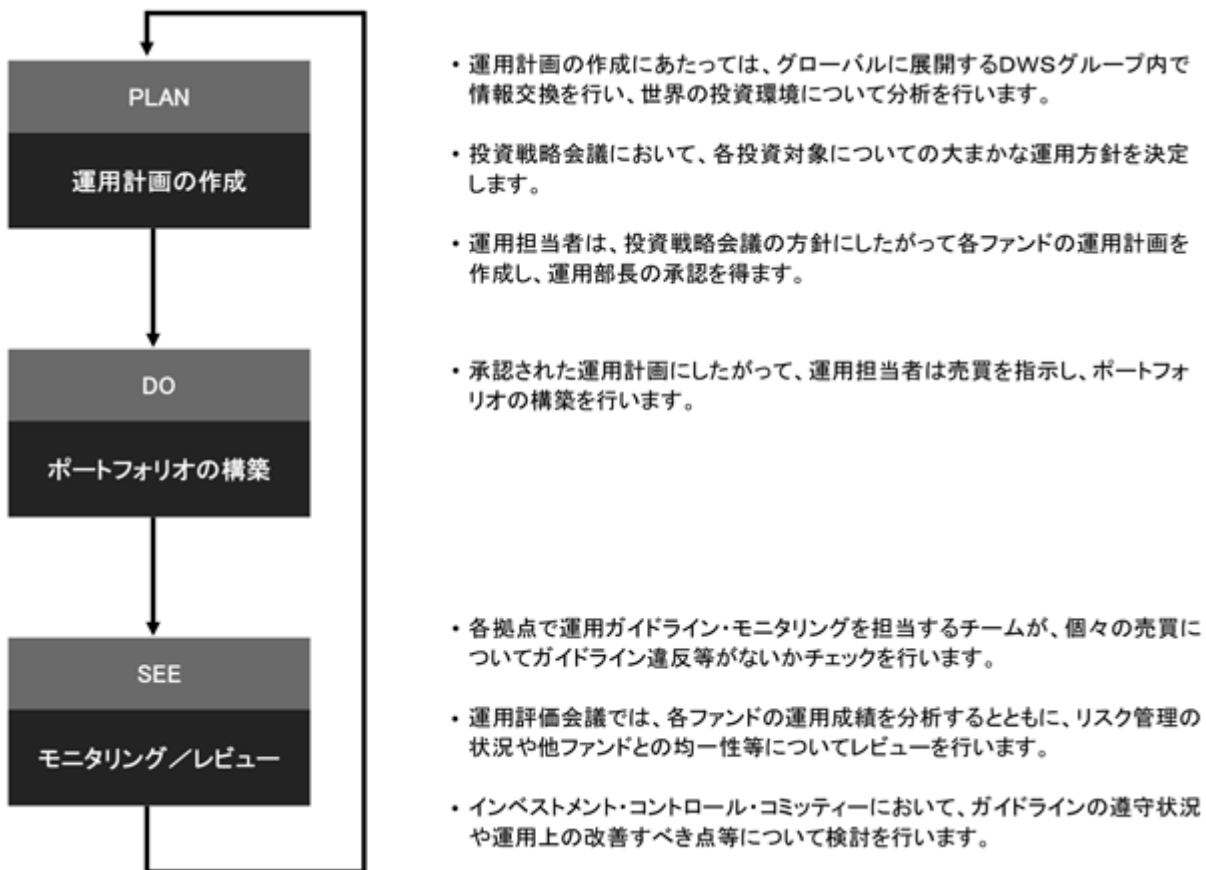 PLAN
運用計画の作成
・運用計画の作成にあたっては、グローバルに展開するDWSグループ内で
情報交換を行い、世界の投資環境について分析を行います。
・投資戦略会議において、各投資対象についての大まかな運用方針を決定
します。
・運用担当者は、投資戦略会議の方針にしたがって各ファンドの運用計画を
作成し、運用部長の承認を得ます。
DO
ポートフォリオの構築
・承認された運用計画にしたがって、運用担当者は売買を指示し、ポートフォ
リオの構築を行います。
SEE
モニタリング／レビュー
・各拠点で運用ガイドライン・モニタリングを担当するチームが、個々の売買に
ついてガイドライン違反等がないかチェックを行います。
・運用評価会議では、各ファンドの運用成績を分析するとともに、リスク管理の
状況や他ファンドとの均一性等についてレビューを行います。
・インベストメント・コントロール・コミッティーにおいて、ガイドラインの遵守状況
や運用上の改善すべき点等について検討を行います。